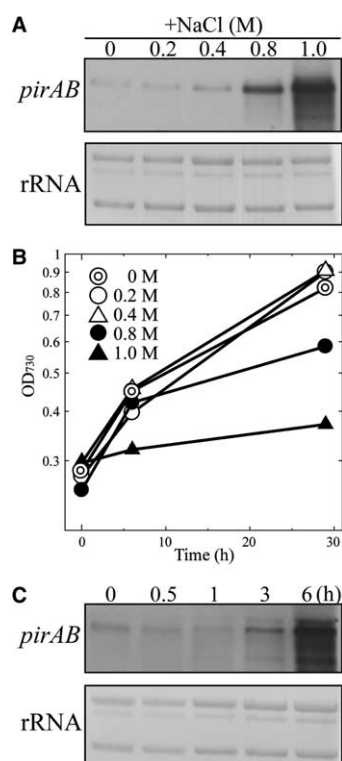 A
+NaCl (M)
0 0.2 0.4 0.8 1.0
pirAB
rRNA
B
1
0.9
0.8
0.7
0.6
0.5
0.4
0.3
OD730
0 M
0.2 M
0.4 M
0.8 M
1.0 M
0 10 20 30
Time (h)
C
0 0.5 1 3 6 (h)
pirAB
rRNA